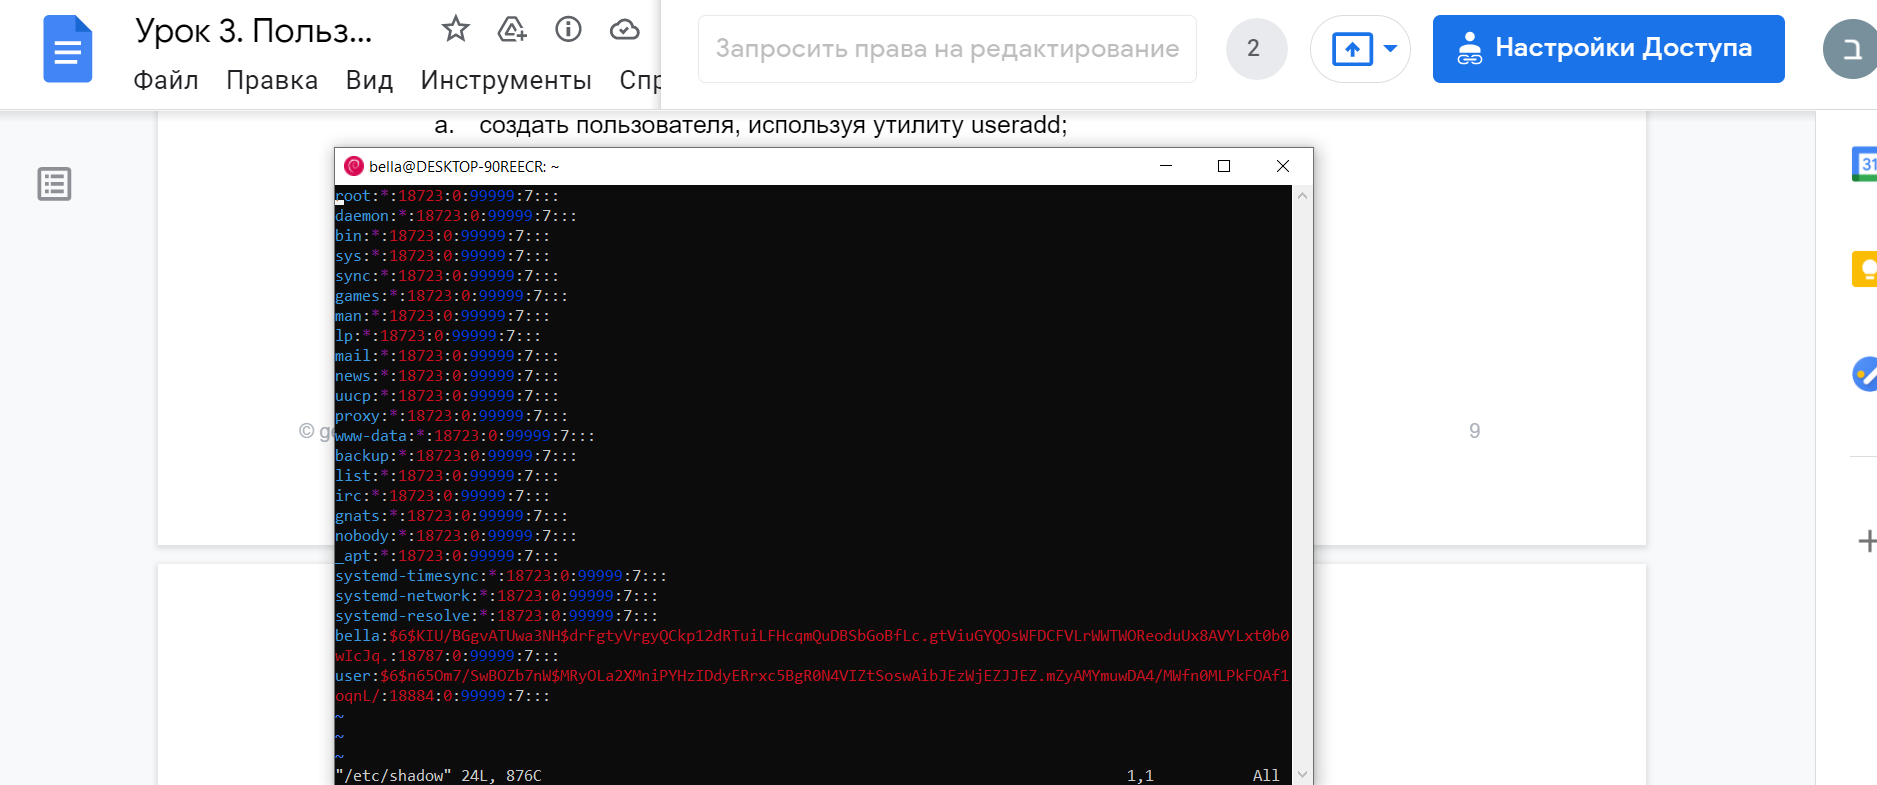 Урок 3. Польз...
Файл Правка Вид Инструменты Спр
Запросить права на редактирование
2
Настройки Доступа
ב
31
a. создать пользователя, используя утилиту useradd;
bella@DESKTOP-90REECR: ~
root:*:18723:0:99999:7:::
daemon:*:18723:0:99999:7:::
bin:*:18723:0:99999:7:::
sys:*:18723:0:99999:7:::
sync:*:18723:0:99999:7:::
games:*:18723:0:99999:7:::
man:*:18723:0:99999:7:::
lp:*:18723:0:99999:7:::
mail:*:18723:0:99999:7:::
news:*:18723:0:99999:7:::
uucp:*:18723:0:99999:7:::
proxy:*:18723:0:99999:7:::
www-data:*:18723:0:99999:7:::
backup:*:18723:0:99999:7:::
list:*:18723:0:99999:7:::
irc:*:18723:0:99999:7:::
gnats:*:18723:0:99999:7:::
nobody:*:18723:0:99999:7:::
_apt:*:18723:0:99999:7:::
systemd-timesync:*:18723:0:99999:7:::
systemd-network:*:18723:0:99999:7:::
systemd-resolve:*:18723:0:99999:7:::
bella:$6$KIU/BGgvATUwa3NH$drFgtyVrgyQCkp12dRTuiLFHcqmQuDBSbGoBfLc.gtViuGYQOsWFDCFVLrWWTWOReoduUx8AVYLxt0b0
wIcJq.:18787:0:99999:7:::
user:$6$n65Om7/SwBOZb7nW$MRyOLa2XMniPYHzIDdyERrxc5BgR0N4VIZtSoswAibJEzWjEZJJEZ.mZyAMYmuwDA4/MWfn0MLPkFOAf1
oqnL/:18884:0:99999:7:::
~
~
~
"/etc/shadow" 24L, 876C 1,1 All
© ge
9